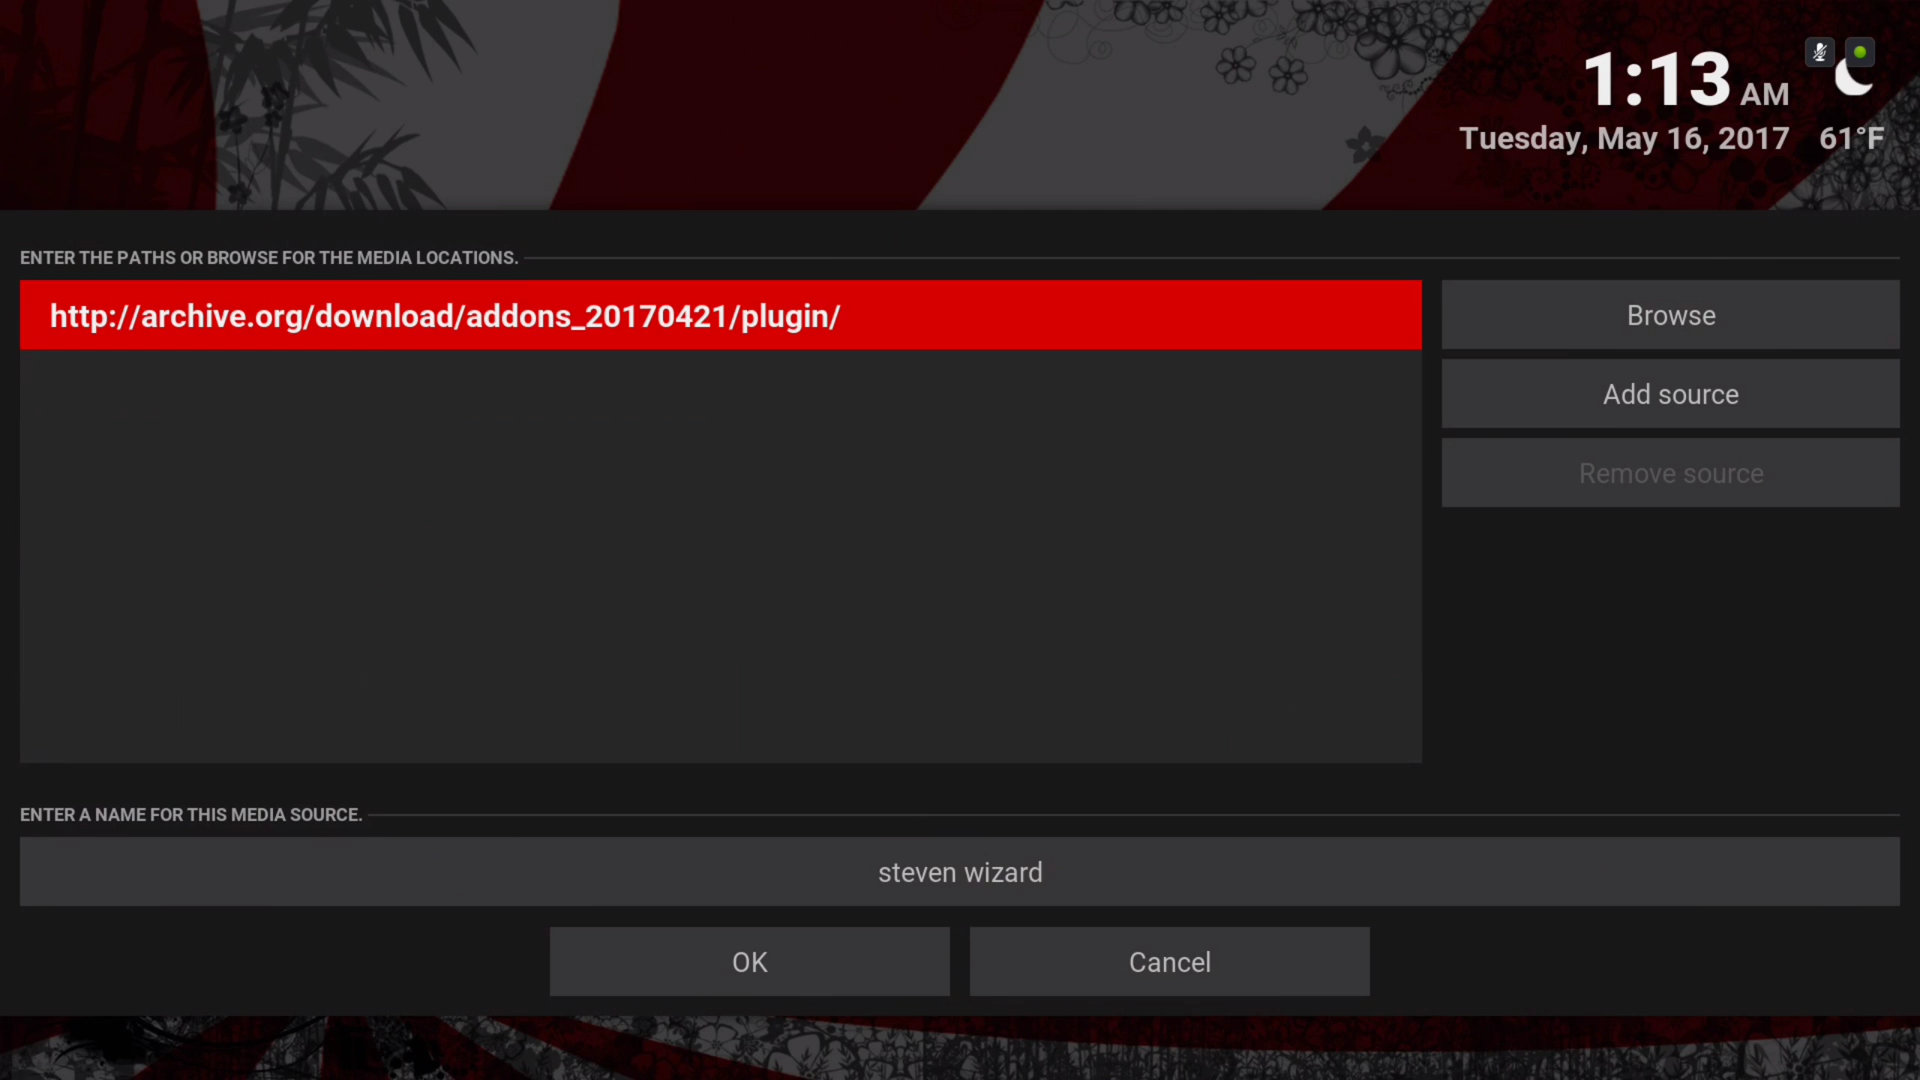 1:13 AM
Tuesday, May 16, 2017 61°F
ENTER THE PATHS OR BROWSE FOR THE MEDIA LOCATIONS.
http://archive.org/download/addons_20170421/plugin/
Browse
Add source
Remove source
ENTER A NAME FOR THIS MEDIA SOURCE.
steven wizard
OK
Cancel